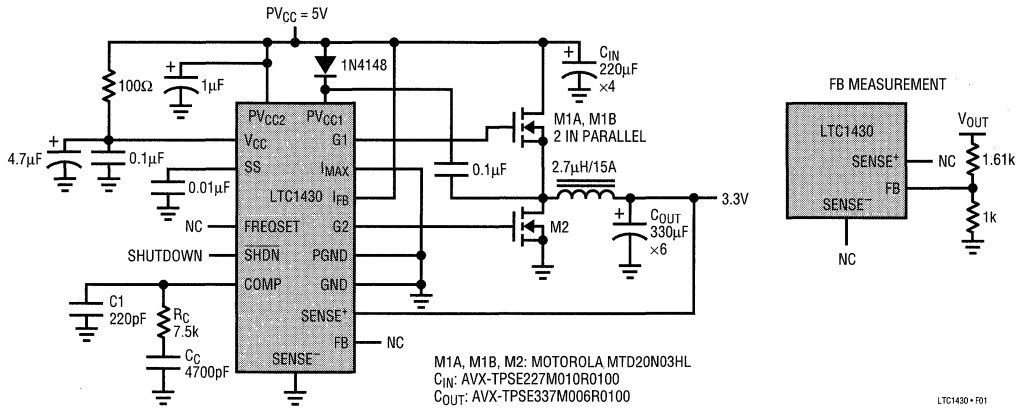 PVCC = 5V
100Ω
1µF
1N4148
CIN
220µF
×4
PVCC2
PVCC1
M1A, M1B
2 IN PARALLEL
4.7µF
0.1µF
VCC
G1
SS
IMAX
0.01µF
0.1µF
2.7µH/15A
LTC1430
IFB
3.3V
NC
FREQSET
G2
M2
COUT
330µF
×6
SHUTDOWN
SHDN
PGND
COMP
GND
C1
220pF
RC
7.5k
SENSE+
CC
4700pF
FB
NC
SENSE–
M1A, M1B, M2: MOTOROLA MTD20N03HL
CIN: AVX-TPSE227M010R0100
COUT: AVX-TPSE337M006R0100
FB MEASUREMENT
LTC1430
VOUT
SENSE+
NC
1.61k
FB
SENSE–
1k
NC
LTC1430 • F01